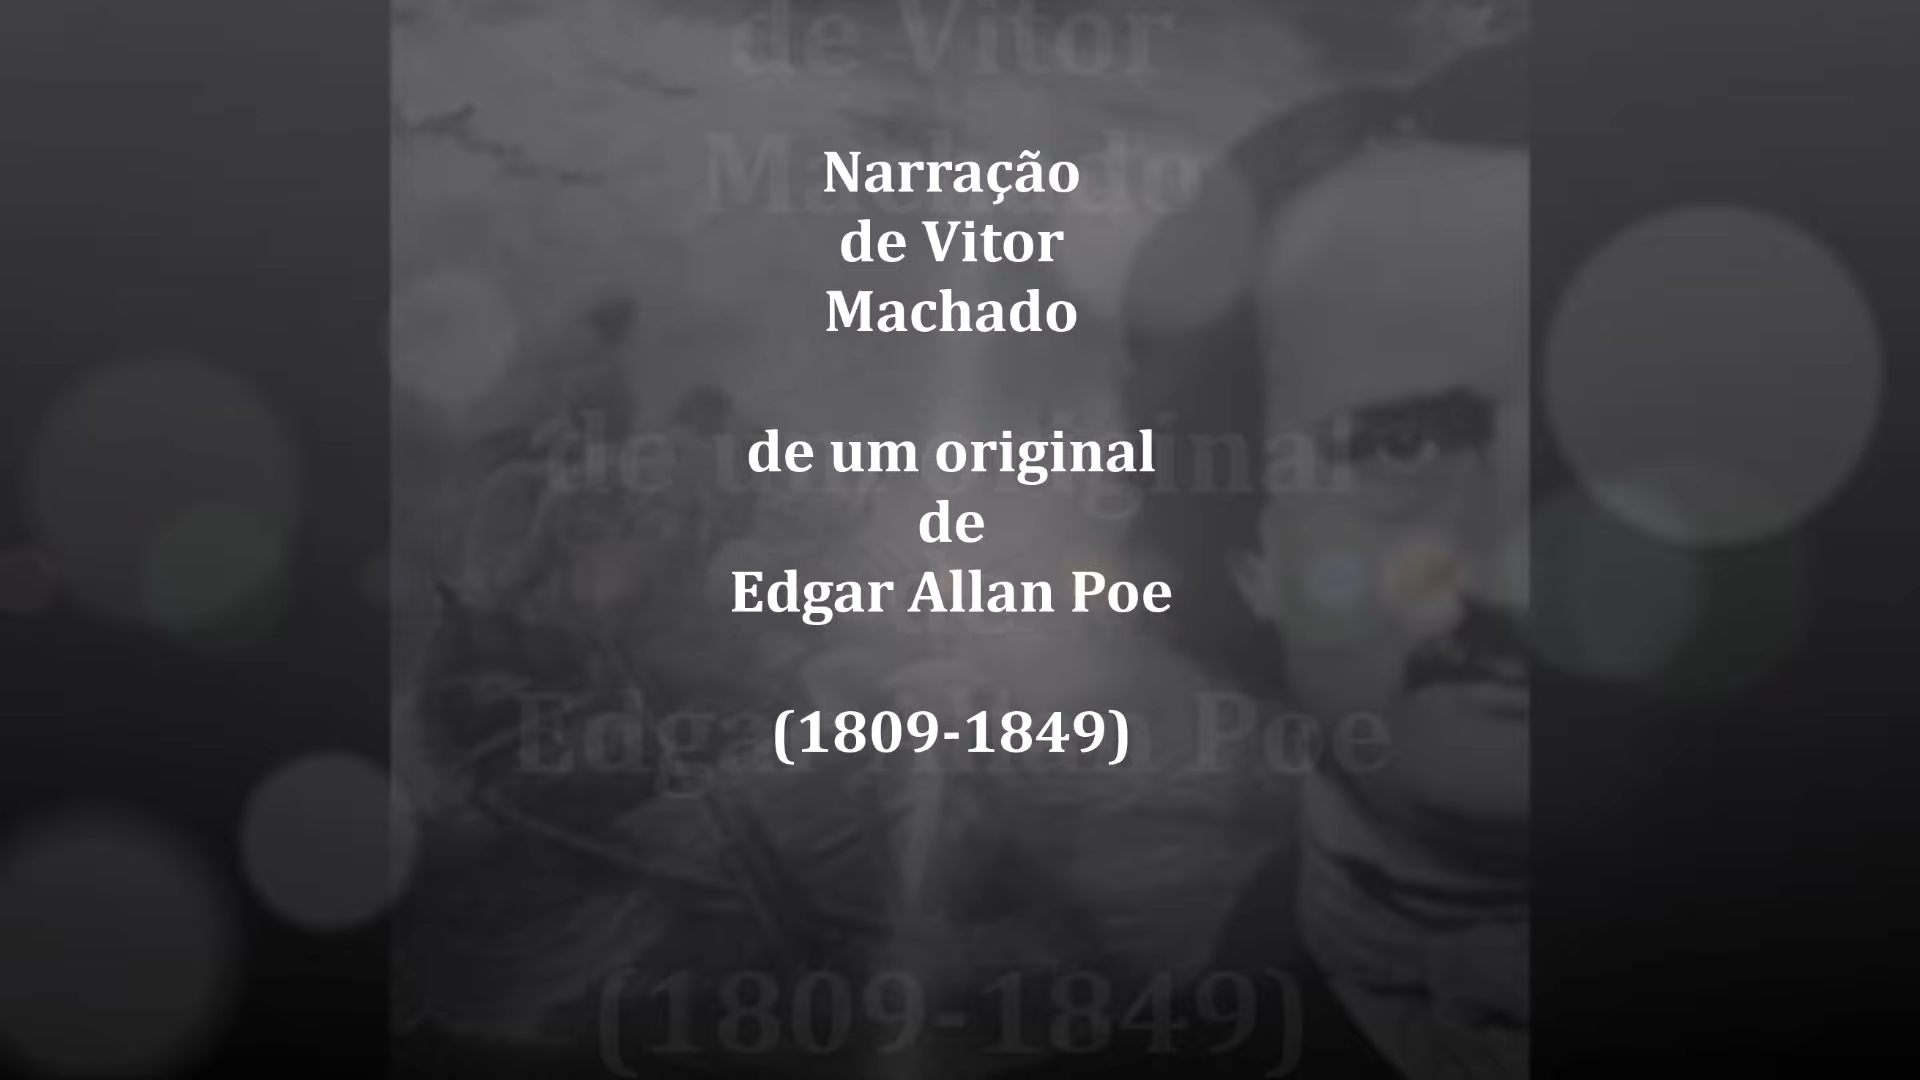 Narração
de Vitor
Machado
de um original
de
Edgar Allan Poe
(1809-1849)